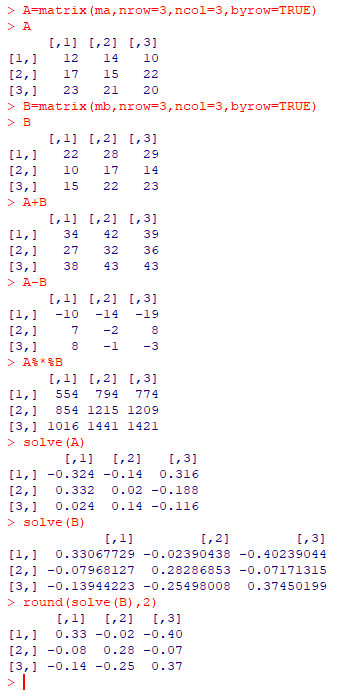 > A=matrix(ma,nrow=3,ncol=3,byrow=TRUE)
> A
     [,1] [,2] [,3]
[1,]   12   14   10
[2,]   17   15   22
[3,]   23   21   20
> B=matrix(mb,nrow=3,ncol=3,byrow=TRUE)
> B
     [,1] [,2] [,3]
[1,]   22   28   29
[2,]   10   17   14
[3,]   15   22   23
> A+B
     [,1] [,2] [,3]
[1,]   34   42   39
[2,]   27   32   36
[3,]   38   43   43
> A-B
     [,1] [,2] [,3]
[1,]  -10  -14  -19
[2,]    7   -2    8
[3,]    8   -1   -3
> A%*%B
     [,1] [,2] [,3]
[1,]  554  794  774
[2,]  854 1215 1209
[3,] 1016 1441 1421
> solve(A)
       [,1]  [,2]   [,3]
[1,] -0.324 -0.14  0.316
[2,]  0.332  0.02 -0.188
[3,]  0.024  0.14 -0.116
> solve(B)
            [,1]        [,2]        [,3]
[1,]  0.33067729 -0.02390438 -0.40239044
[2,] -0.07968127  0.28286853 -0.07171315
[3,] -0.13944223 -0.25498008  0.37450199
> round(solve(B),2)
      [,1]  [,2]  [,3]
[1,]  0.33 -0.02 -0.40
[2,] -0.08  0.28 -0.07
[3,] -0.14 -0.25  0.37
>